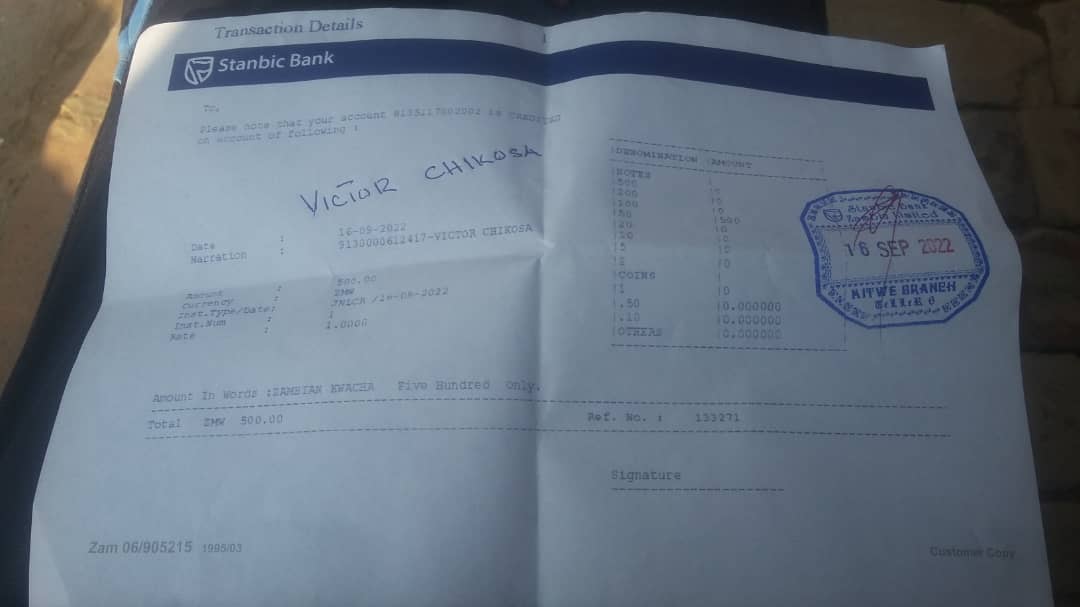 Transaction Details
Stanbic Bank
To,
Please note that your account is CREDITED
on account of following :
VICTOR CHIKOSA
Date : 16-09-2022
Narration : 9130000612417-VICTOR CHIKOSA
Amount : 500.00
Currency : ZMW
Inst.Type/Date: /16-09-2022
Inst.Num : 1
Rate : 1.0000
|DENOMINATION |AMOUNT
|NOTES |
|500
|200 |0
|100 |0
|50 |500
|20 |0
|10 |0
|5 |0
|2 |0
|COINS |
|1 |0
|.50 |0.000000
|.10 |0.000000
|OTHERS |0.000000
Stanbic Bank
Zambia Limited
16 SEP 2022
KITWE BRANCH
TELLER 6
Amount In Words :ZAMBIAN KWACHA Five Hundred Only.
Total ZMW 500.00 Ref. No. : 133271
Signature
Zam 06/905215 1995/03
Customer Copy